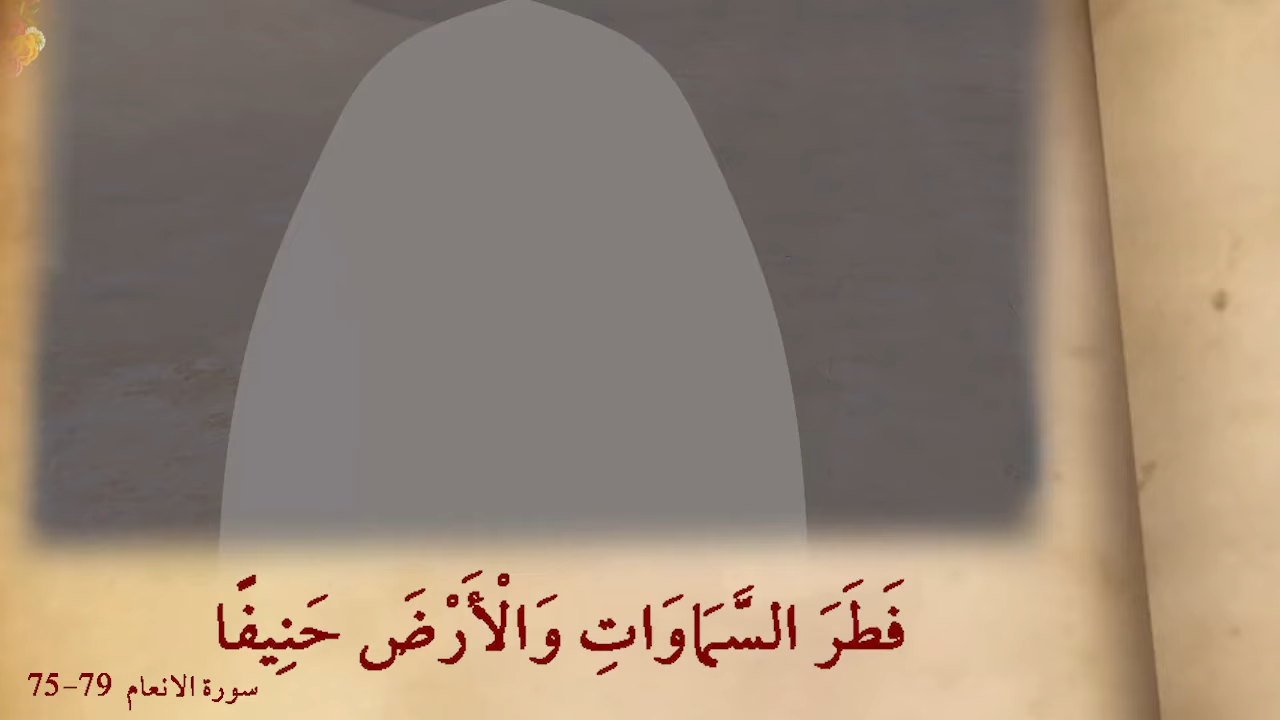 فَطَرَ السَّمَاوَاتِ وَالْأَرْضَ حَنِيفًا
سورة الانعام 79-75